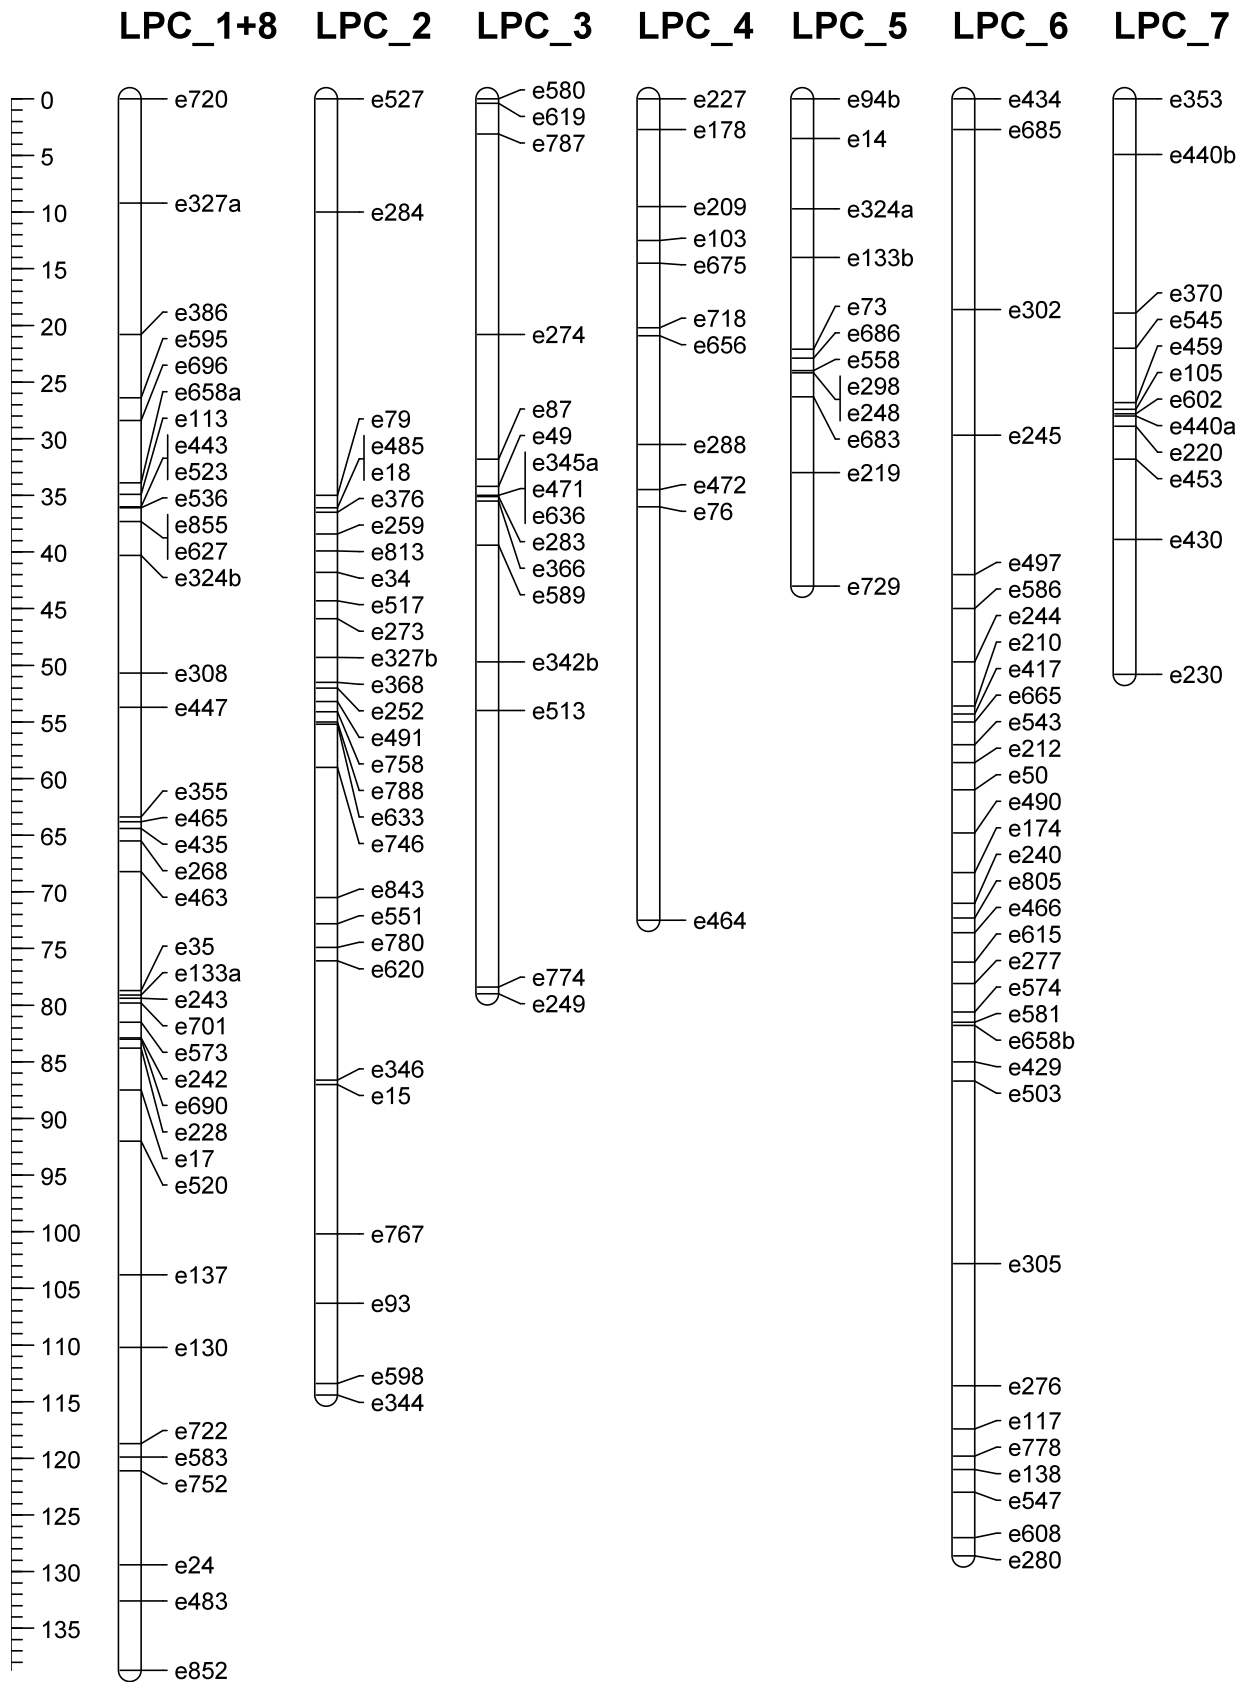 LPC_1+8 LPC_2 LPC_3 LPC_4 LPC_5 LPC_6 LPC_7
0
5
10
15
20
25
30
35
40
45
50
55
60
65
70
75
80
85
90
95
100
105
110
115
120
125
130
135
e720
e327a
e386
e595
e696
e658a
e113
e443
e523
e536
e855
e627
e324b
e308
e447
e355
e465
e435
e268
e463
e35
e133a
e243
e701
e573
e242
e690
e228
e17
e520
e137
e130
e722
e583
e752
e24
e483
e852
e527
e284
e79
e485
e18
e376
e259
e813
e34
e517
e273
e327b
e368
e252
e491
e758
e788
e633
e746
e843
e551
e780
e620
e346
e15
e767
e93
e598
e344
e580
e619
e787
e274
e87
e49
e345a
e471
e636
e283
e366
e589
e342b
e513
e774
e249
e227
e178
e209
e103
e675
e718
e656
e288
e472
e76
e464
e94b
e14
e324a
e133b
e73
e686
e558
e298
e248
e683
e219
e729
e434
e685
e302
e245
e497
e586
e244
e210
e417
e665
e543
e212
e50
e490
e174
e240
e805
e466
e615
e277
e574
e581
e658b
e429
e503
e305
e276
e117
e778
e138
e547
e608
e280
e353
e440b
e370
e545
e459
e105
e602
e440a
e220
e453
e430
e230